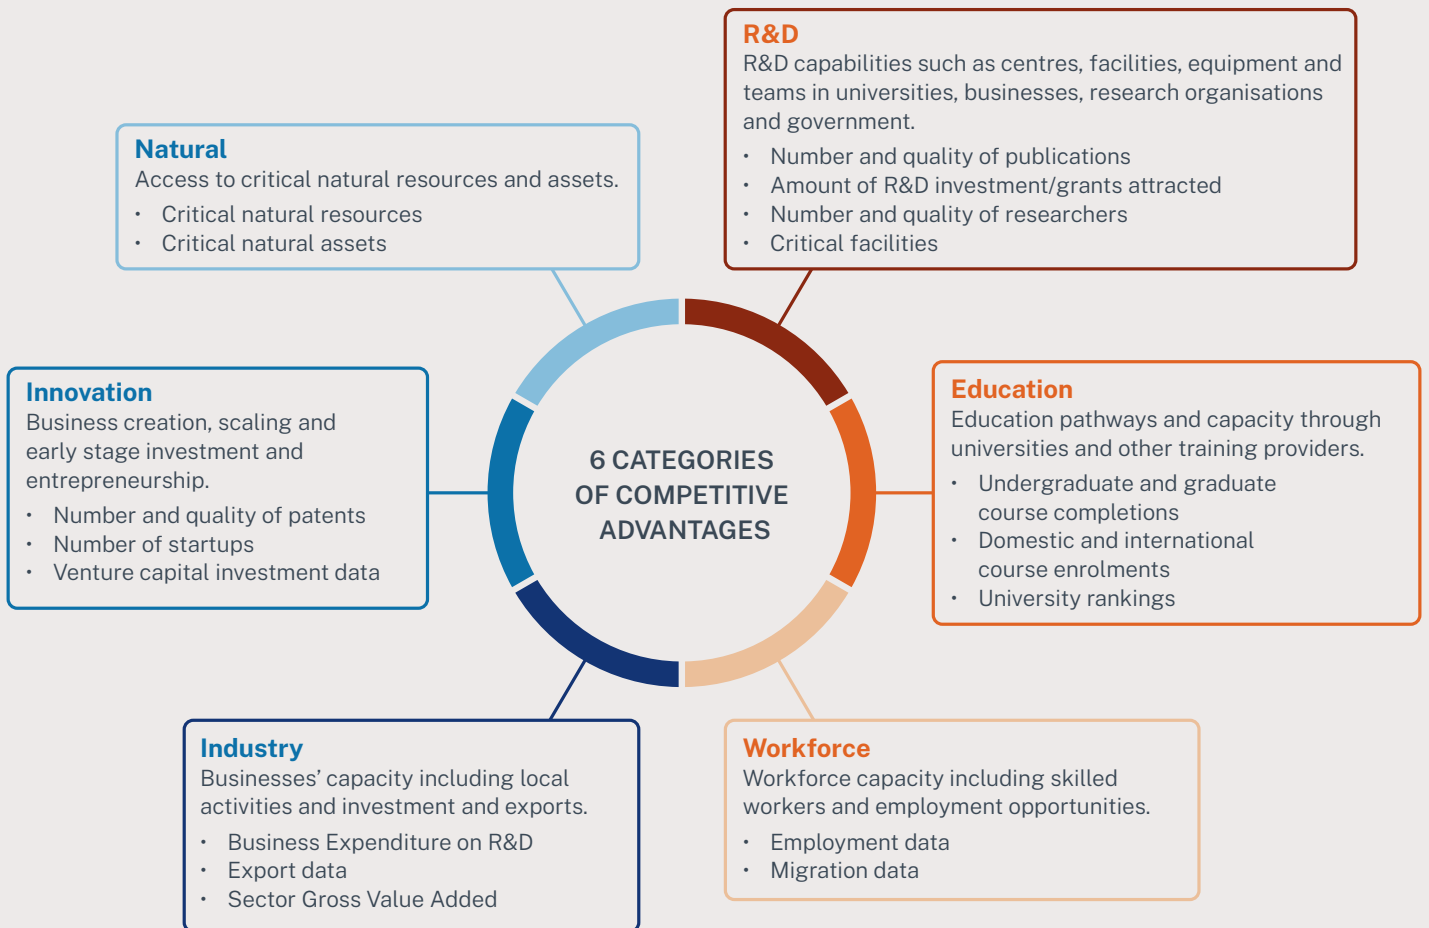 R&D
R&D capabilities such as centres, facilities, equipment and
teams in universities, businesses, research organisations
and government.
• Number and quality of publications
• Amount of R&D investment/grants attracted
• Number and quality of researchers
• Critical facilities
Natural
Access to critical natural resources and assets.
• Critical natural resources
• Critical natural assets
Innovation
Business creation, scaling and
early stage investment and
entrepreneurship.
• Number and quality of patents
• Number of startups
• Venture capital investment data
6 CATEGORIES
OF COMPETITIVE
ADVANTAGES
Education
Education pathways and capacity through
universities and other training providers.
• Undergraduate and graduate
course completions
• Domestic and international
course enrolments
• University rankings
Industry
Businesses’ capacity including local
activities and investment and exports.
• Business Expenditure on R&D
• Export data
• Sector Gross Value Added
Workforce
Workforce capacity including skilled
workers and employment opportunities.
• Employment data
• Migration data